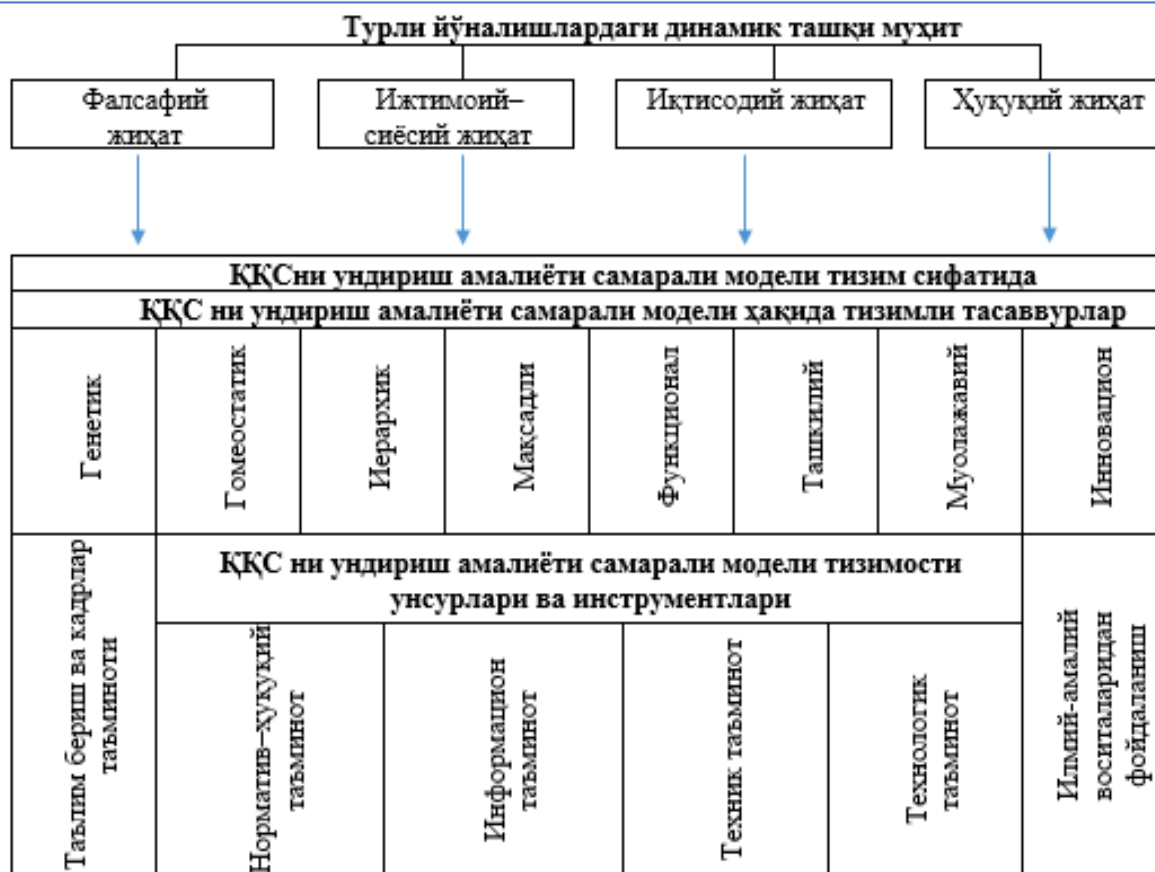 Турли йўналишлардаги динамик ташқи муҳит
Фалсафий
жиҳат
Ижтимоий–
сиёсий жиҳат
Иқтисодий жиҳат
Ҳуқуқий жиҳат
ҚҚСни ундириш амалиёти самарали модели тизим сифатида
ҚҚС ни ундириш амалиёти самарали модели ҳақида тизимли тасаввурлар
Генетик
Гомеостатик
Иерархик
Мақсадли
Функционал
Ташкилий
Муолажавий
Инновацион
ҚҚС ни ундириш амалиёти самарали модели тизимости
унсурлари ва инструментлари
Таълим бериш ва кадрлар
таъминоти
Норматив–ҳуқуқий
таъминот
Информацион
таъминот
Техник таъминот
Технологик
таъминот
Илмий-амалий
воситаларидан
фойдаланиш